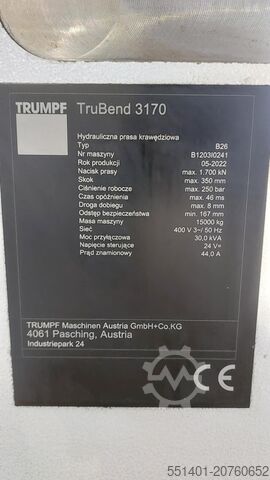 TRUMPF TruBend 3170
Hydrauliczna prasa krawędziowa
Typ B26
Nr maszyny B1203I0241
Rok produkcji 05-2022
Nacisk prasy max. 1.700 kN
Skok max. 350 mm
Ciśnienie robocze max. 250 bar
Czas opóźnienia max. 46 ms
Droga dobiegu max. 8 mm
Odstęp bezpieczeństwa min. 167 mm
Masa maszyny 15000 kg
Sieć 400 V 3~/ 50 Hz
Moc przyłączowa 30,0 kVA
Napięcie sterujące 24 V=
Prąd znamionowy 44,0 A
TRUMPF Maschinen Austria GmbH+Co.KG
4061 Pasching, Austria
Industriepark 24
CE
551401-20760652